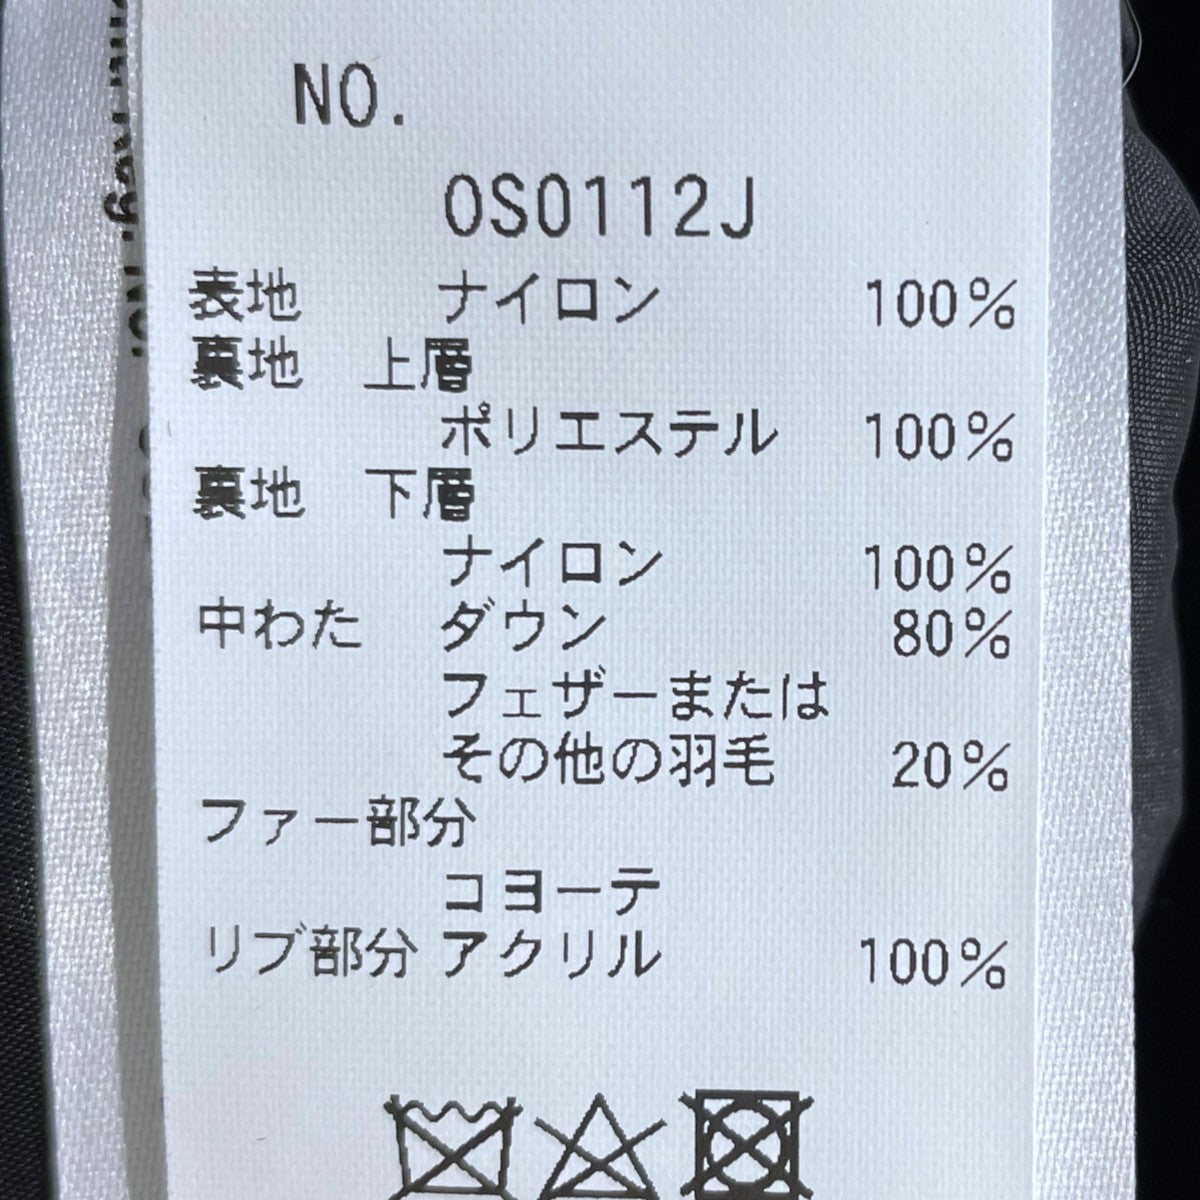 NO.
OS0112J
表地 ナイロン 100%
裏地 上層
ポリエステル 100%
裏地 下層
ナイロン 100%
中わた ダウン 80%
フェザーまたは
その他の羽毛 20%
ファー部分
コヨーテ
リブ部分 アクリル 100%